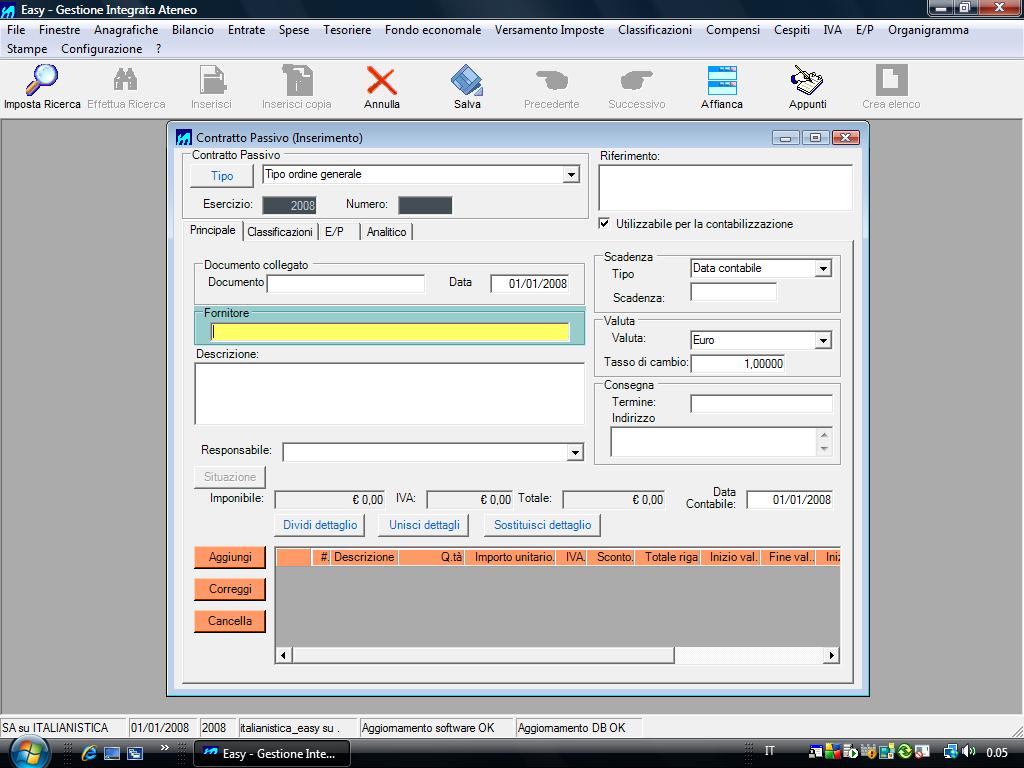 Easy - Gestione Integrata Ateneo
File Finestre Anagrafiche Bilancio Entrate Spese Tesoriere Fondo economale Versamento Imposte Classificazioni Compensi Cespiti IVA E/P Organigramma
Stampe Configurazione ?
Imposta Ricerca Effettua Ricerca Inserisci Inserisci copia Annulla Salva Precedente Successivo Affianca Appunti Crea elenco
Contratto Passivo (Inserimento)
Contratto Passivo
Riferimento:
Tipo Tipo ordine generale
Esercizio: 2008 Numero:
Utilizzabile per la contabilizzazione
Principale Classificazioni E/P Analitico
Documento collegato
Documento Data 01/01/2008
Scadenza
Tipo Data contabile
Scadenza:
Fornitore
Valuta
Valuta: Euro
Tasso di cambio: 1,00000
Descrizione:
Consegna
Termine:
Indirizzo
Responsabile:
Situazione
Imponibile: € 0,00 IVA: € 0,00 Totale: € 0,00 Data Contabile: 01/01/2008
Dividi dettaglio Unisci dettagli Sostituisci dettaglio
Aggiungi
Correggi
Cancella
#. Descrizione Q.tà Importo unitario. IVA. Sconto. Totale riga Inizio val. Fine val.. Iniz
SA su ITALIANISTICA 01/01/2008 2008 italianistica_easy su . Aggiornamento software OK Aggiornamento DB OK
Easy - Gestione Inte... IT 0.05